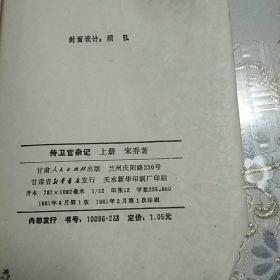 封面设计：顾弘
侍卫官杂记 上册 宋乔著
甘肃人民出版社出版 兰州庆阳路230号
甘肃省新华书店发行 天水新华印刷厂印刷
开本 787×1092毫米 1/32 印张12 字数235,000
1981年2月第1版 1981年2月第1次印刷
内部发行 书号：10096·233 定价：1.05元